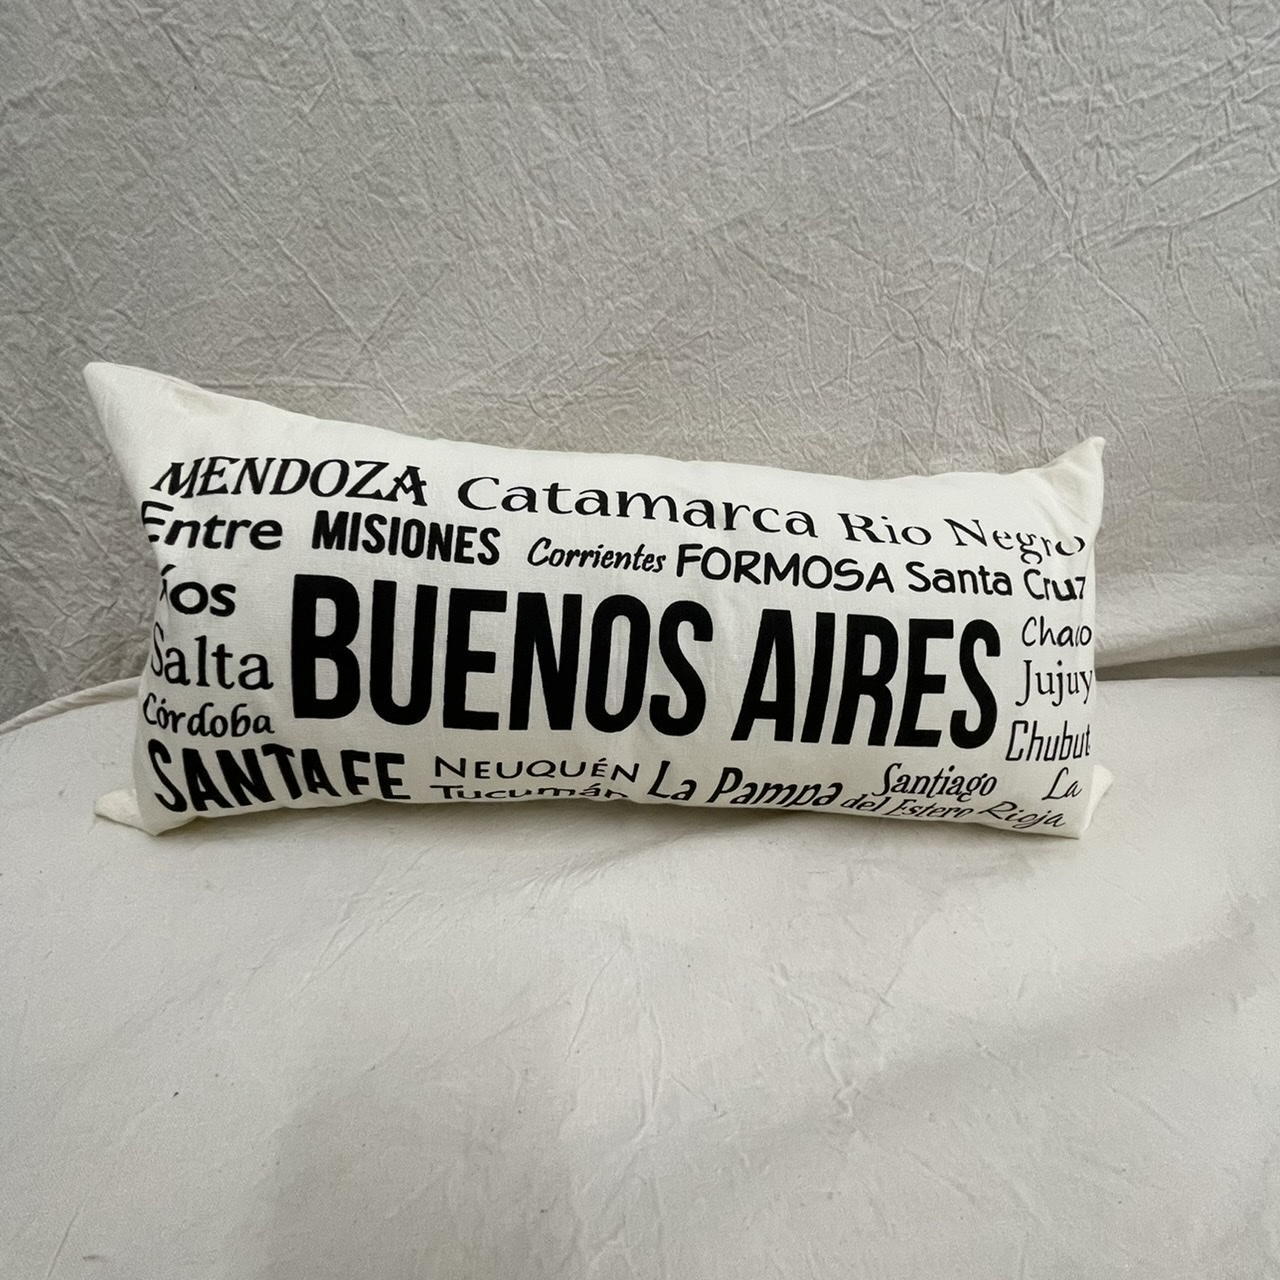 MENDOZA Catamarca Rio Negro
Entre MISIONES Corrientes FORMOSA Santa Cruz
Ríos
BUENOS AIRES
Salta
Córdoba
Chaco
Jujuy
Chubut
SANTA FE NEUQUÉN La Pampa Santiago La
Tucumán del Estero Rioja